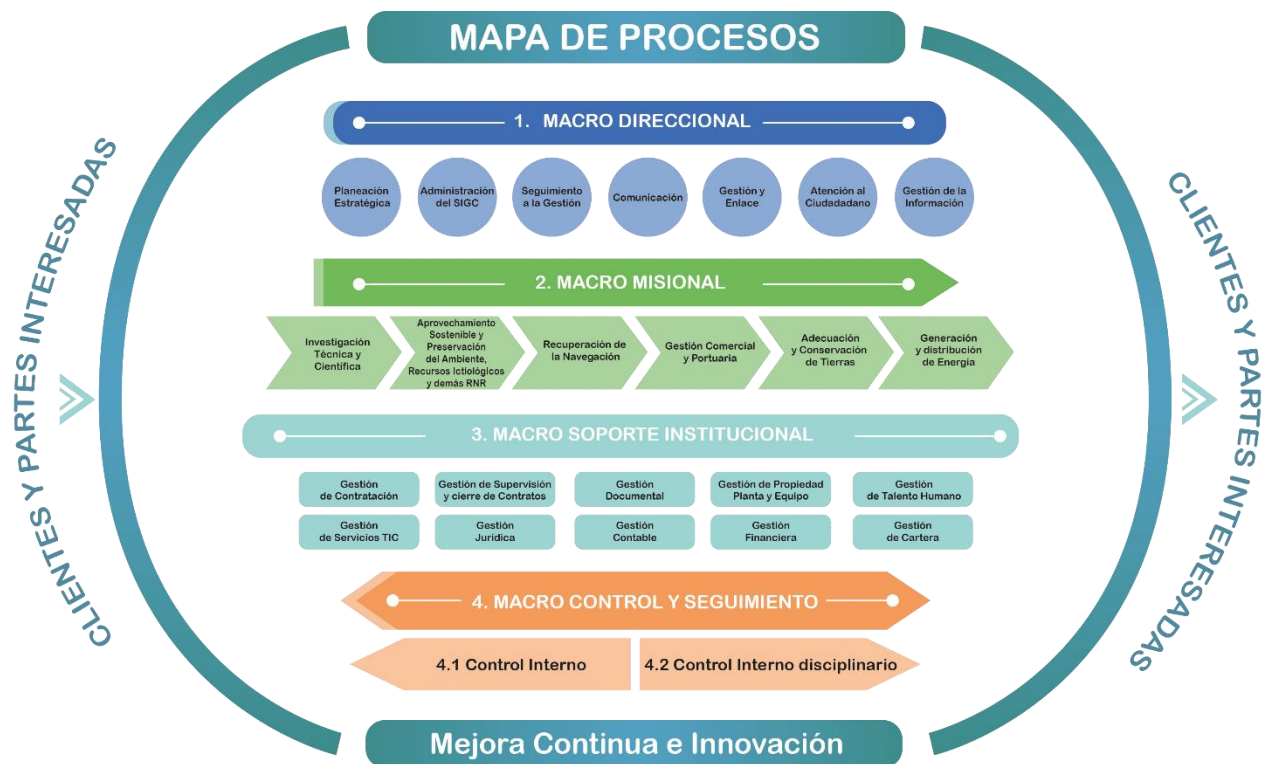 MAPA DE PROCESOS
CLIENTES Y PARTES INTERESADAS
1. MACRO DIRECCIONAL
Planeación
Estratégica
Administración
del SIGC
Seguimiento
a la Gestión
Comunicación
Gestión y
Enlace
Atención al
Ciudadadano
Gestión de la
Información
2. MACRO MISIONAL
Investigación
Técnica y
Científica
Aprovechamiento
Sostenible y
Preservación
del Ambiente,
Recursos Ictiológicos
y demás RNR
Recuperación de
la Navegación
Gestión Comercial
y Portuaria
Adecuación
y Conservación
de Tierras
Generación
y distribución
de Energía
3. MACRO SOPORTE INSTITUCIONAL
Gestión
de Contratación
Gestión de Supervisión
y cierre de Contratos
Gestión
Documental
Gestión de Propiedad
Planta y Equipo
Gestión
de Talento Humano
Gestión
de Servicios TIC
Gestión
Jurídica
Gestión
Contable
Gestión
Financiera
Gestión
de Cartera
4. MACRO CONTROL Y SEGUIMIENTO
4.1 Control Interno
4.2 Control Interno disciplinario
CLIENTES Y PARTES INTERESADAS
Mejora Continua e Innovación